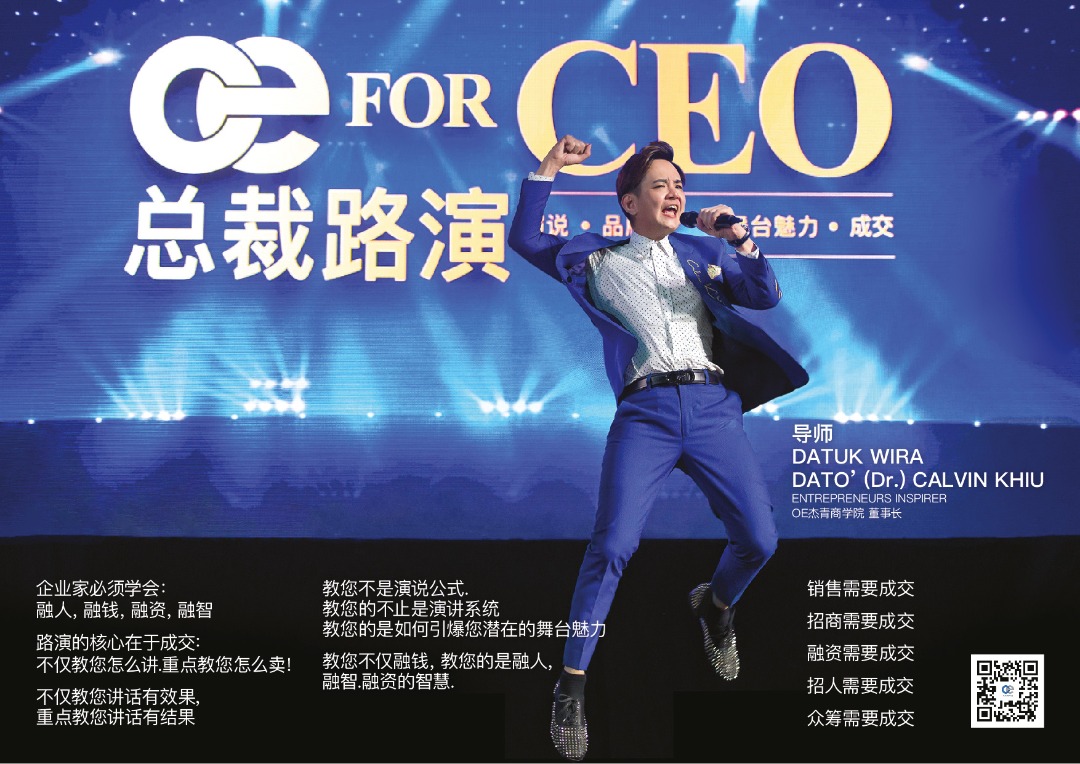 oe FOR CEO
总裁路演
说 · 品 台魅力 · 成交
导师
DATUK WIRA
DATO' (Dr.) CALVIN KHIU
ENTREPRENEURS INSPIRER
OE杰青商学院 董事长
企业家必须学会:
融人, 融钱, 融资, 融智
路演的核心在于成交:
不仅教您怎么讲.重点教您怎么卖!
不仅教您讲话有效果,
重点教您讲话有结果
教您不是演说公式.
教您的不止是演讲系统
教您的是如何引爆您潜在的舞台魅力
教您不仅融钱, 教您的是融人,
融智.融资的智慧.
销售需要成交
招商需要成交
融资需要成交
招人需要成交
众筹需要成交